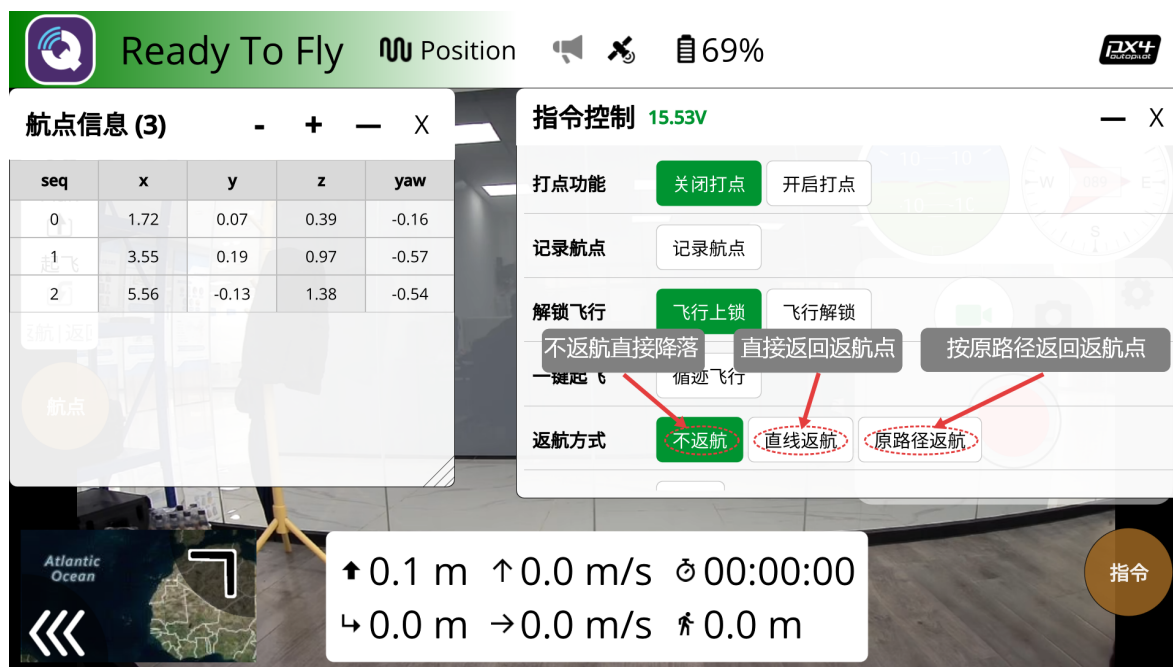 Ready To Fly
Position
69%
PX4
autopilot
航点信息 (3)
- + — X
seq x y z yaw
0 1.72 0.07 0.39 -0.16
1 3.55 0.19 0.97 -0.57
2 5.56 -0.13 1.38 -0.54
航点
指令控制 15.53V
— X
打点功能 关闭打点 开启打点
记录航点 记录航点
解锁飞行 飞行上锁 飞行解锁
不返航直接降落 直接返回返航点 按原路径返回返航点
一键起飞 循迹飞行
返航方式 不返航 直线返航 原路径返航
Atlantic
Ocean
0.1 m 0.0 m/s 00:00:00
0.0 m 0.0 m/s 0.0 m
指令